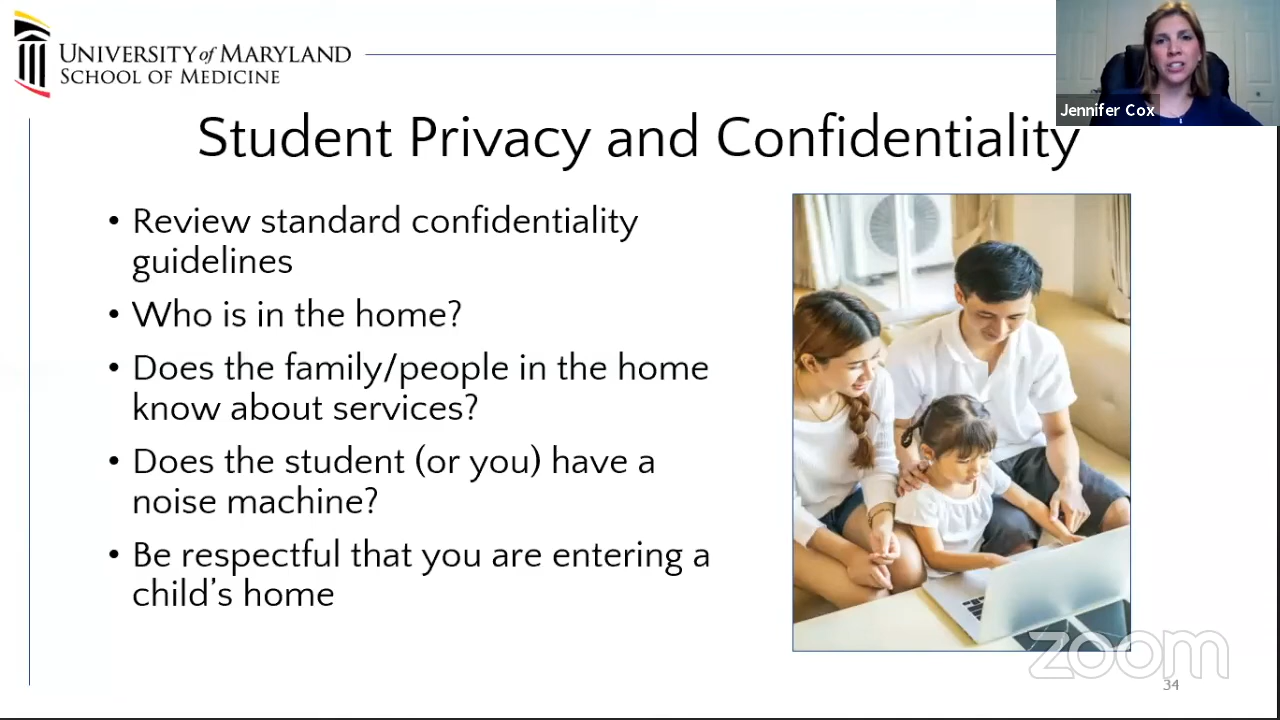 UNIVERSITY of MARYLAND
SCHOOL OF MEDICINE
Jennifer Cox
Student Privacy and Confidentiality
• Review standard confidentiality
guidelines
• Who is in the home?
• Does the family/people in the home
know about services?
• Does the student (or you) have a
noise machine?
• Be respectful that you are entering a
child's home
zoom
34